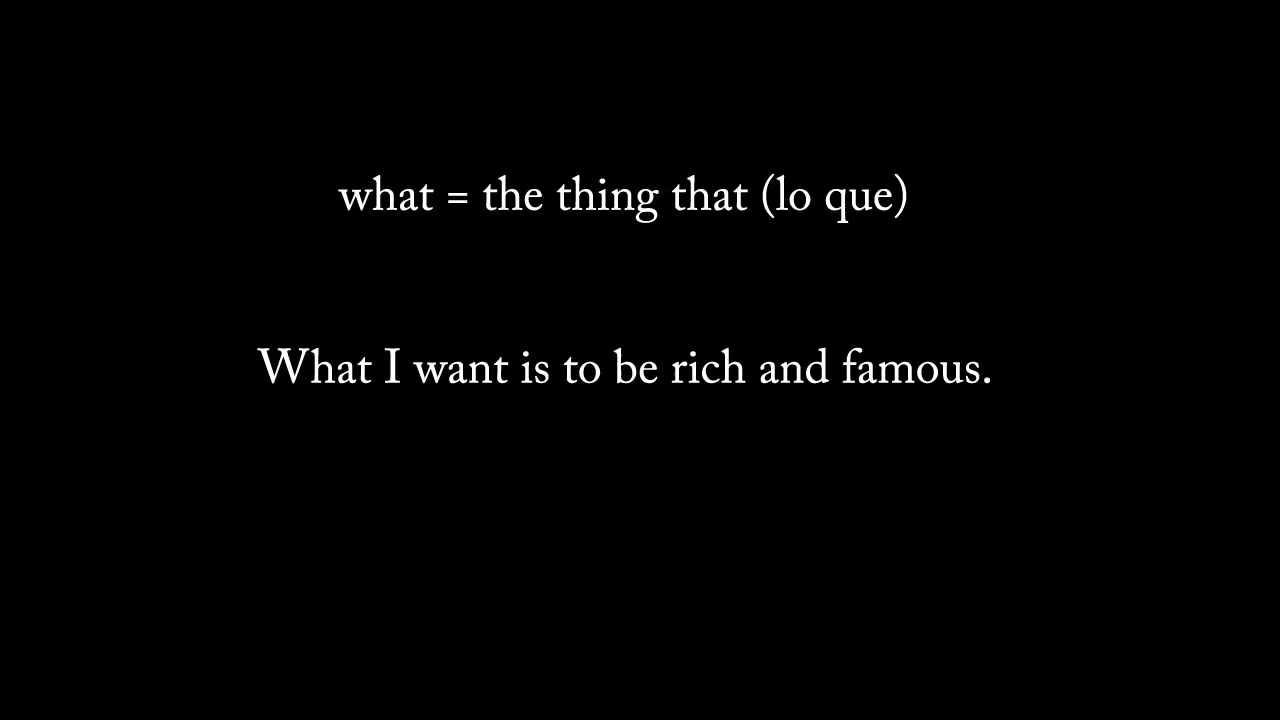 what = the thing that (lo que)
What I want is to be rich and famous.